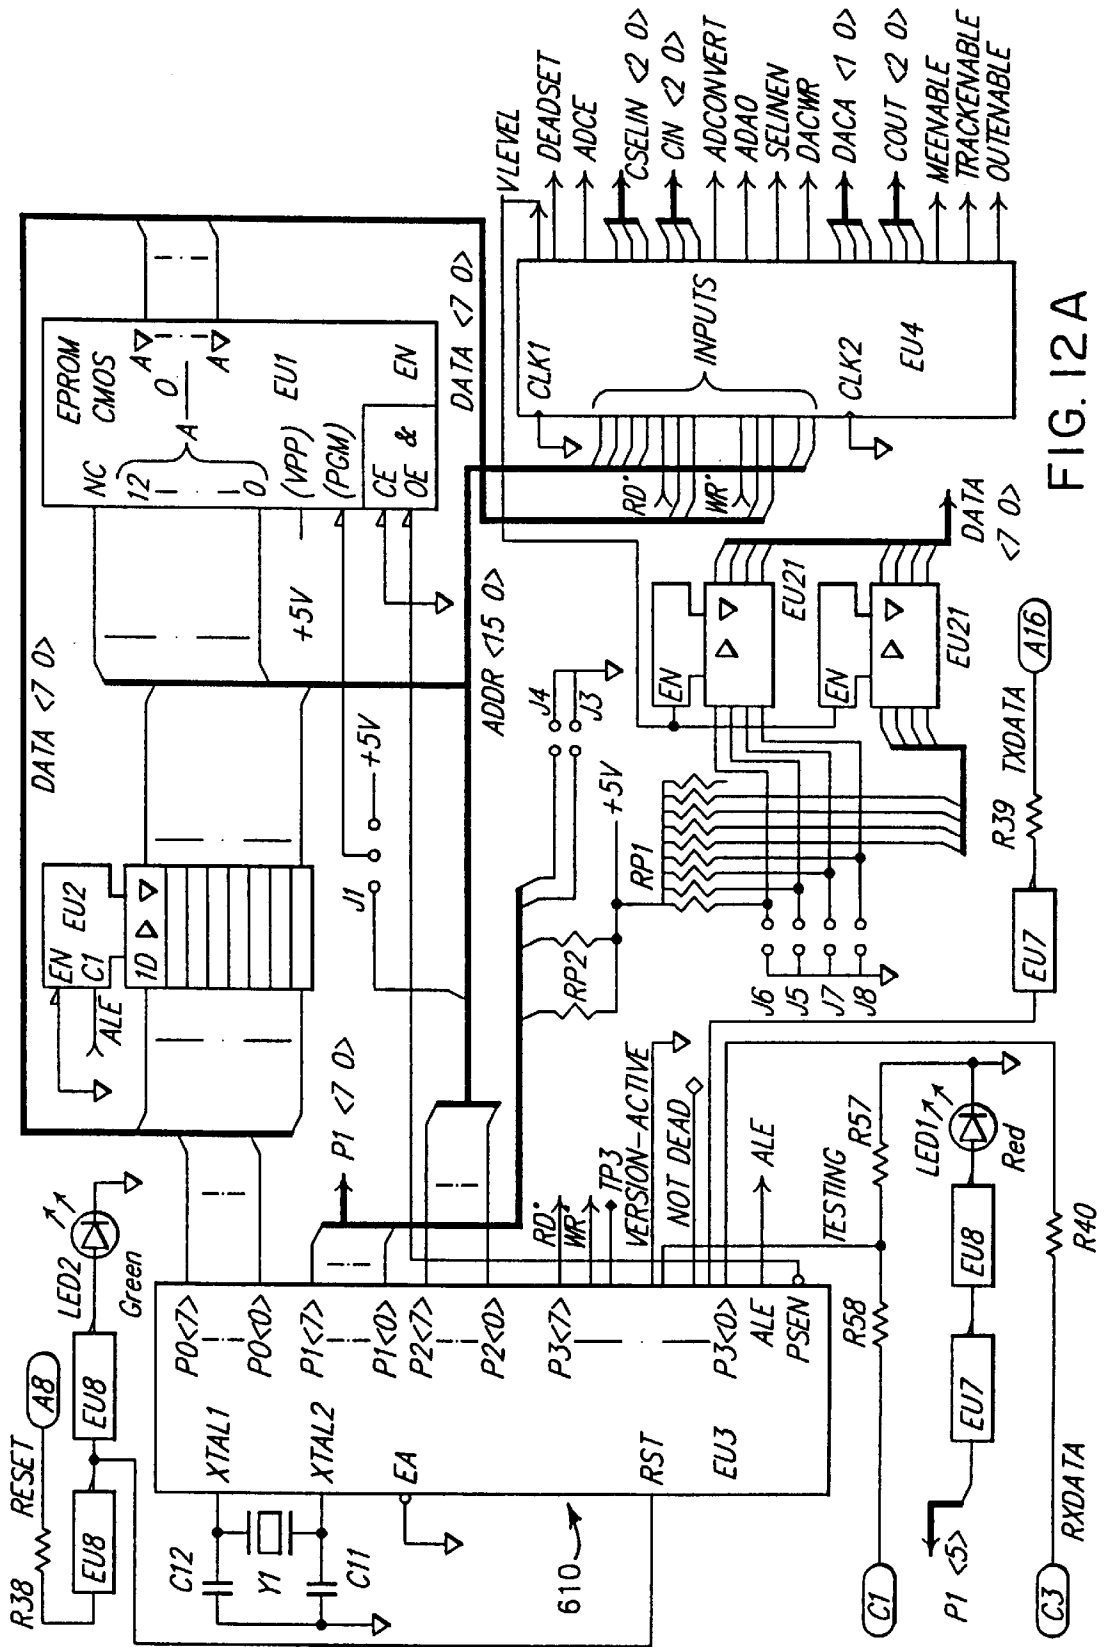 R38
RESET
A8
EU8
EU8
LED2
Green
C12
Y1
C11
XTAL1
XTAL2
EA
RST
EU3
610
P0<7>
P0<0>
P1<7>
P1<0>
P2<7>
P2<0>
P3<7>
P3<0>
ALE
PSEN
RD*
WR*
TP3
VERSION-ACTIVE
NOT DEAD
ALE
TESTING
R58
R57
C1
P1 <5>
EU7
EU8
LED1
Red
C3
RXDATA
R40
EN
C1
EU2
ALE
1D
DATA <7 0>
P1 <7 0>
J1
+5V
RP2
+5V
RP1
J4
J3
J6
J5
J7
J8
ADDR <15 0>
EPROM
CMOS
NC
12
0
A
0
A
A
EU1
(VPP)
(PGM)
CE
OE
&
EN
+5V
DATA <7 0>
EN
EU21
EN
EU21
DATA
<7 0>
EU7
R39
TXDATA
A16
RD*
WR*
CLK1
INPUTS
CLK2
EU4
VLEVEL
DEADSET
ADCE
CSELIN <2 0>
CIN <2 0>
ADCONVERT
ADAO
SELINEN
DACWR
DACA <1 0>
COUT <2 0>
MEENABLE
TRACKENABLE
OUTENABLE
FIG. 12A